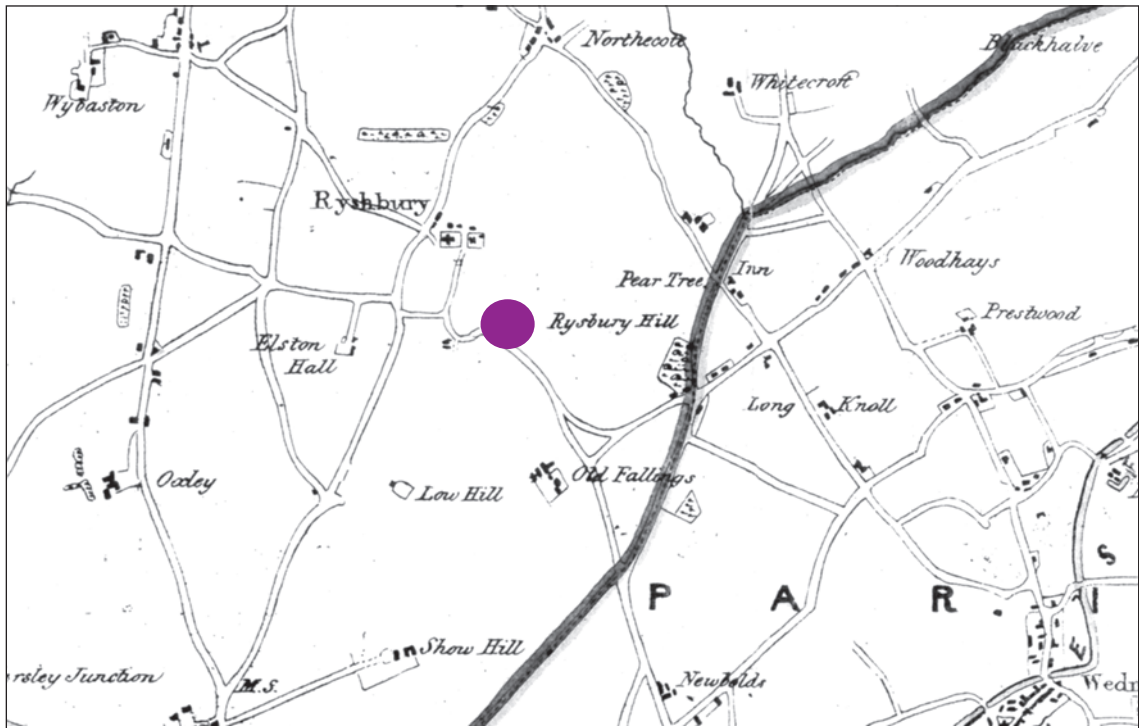 Northecote
Blackhalve
Whitecroft
Wybaston
Ryshbury
Woodhays
Pear Tree
Inn
Prestwood
Rysbury Hill
Elston
Hall
Long Knoll
Old Fallings
Oxley
Low Hill
P A R I S
Show Hill
E
rsley Junction
M.S.
Newbolds
Wedn